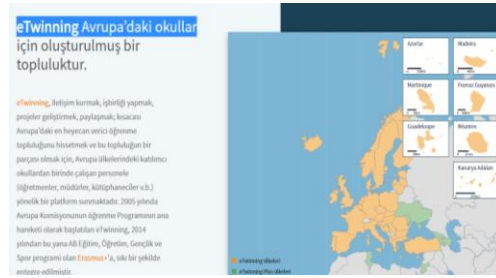 eTwinning Avrupa'daki okullar
için oluşturulmuş bir
topluluktur.
eTwinning, iletişim kurmak, işbirliği yapmak,
projeler geliştirmek, paylaşmak; kısacası
Avrupa'daki en heyecan verici öğrenme
topluluğunu hissetmek ve bu topluluğun bir
parçası olmak için, Avrupa ülkelerindeki katılımcı
okullardan birinde çalışan personele
(öğretmenler, müdürler, kütüphaneciler v.b.)
yönelik bir platform sunmaktadır. 2005 yılında
Avrupa Komisyonunun öğrenme Programının ana
hareketi olarak başlatılan eTwinning, 2014
yılından bu yana AB Eğitim, Öğretim, Gençlik ve
Spor programı olan Erasmus+'a, sıkı bir şekilde
entegre edilmiştir.
Azorlar
Madeira
Martinique
Fransız Guyanası
Guadeloupe
Réunion
Kanarya Adaları
eTwinning ülkeleri
eTwinning Plus ülkeleri